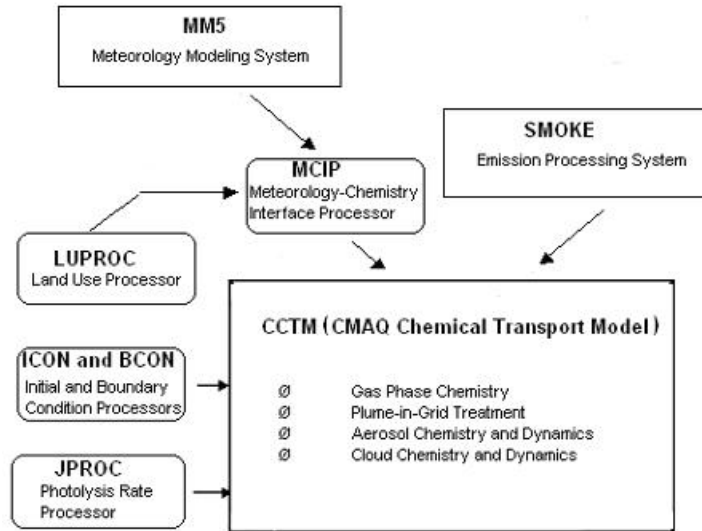 MM5
Meteorology Modeling System
SMOKE
Emission Processing System
MCIP
Meteorology-Chemistry
Interface Processor
LUPROC
Land Use Processor
CCTM (CMAQ Chemical Transport Model)
ICON and BCON
Initial and Boundary
Condition Processors
Ø Gas Phase Chemistry
Ø Plume-in-Grid Treatment
Ø Aerosol Chemistry and Dynamics
Ø Cloud Chemistry and Dynamics
JPROC
Photolysis Rate
Processor